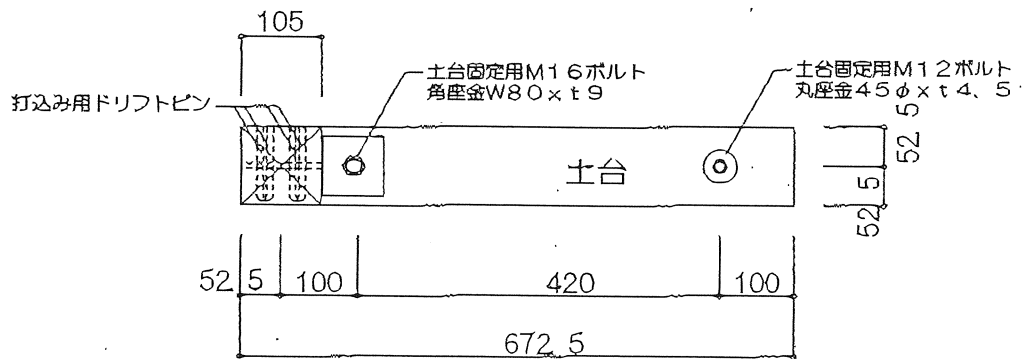 105
土台固定用M16ボルト
角座金W80×t9
土台固定用M12ボルト
丸座金45φ×t4、5
打込み用ドリフトピン
土台
52 5
52 5
52 5
100
420
100
672 5